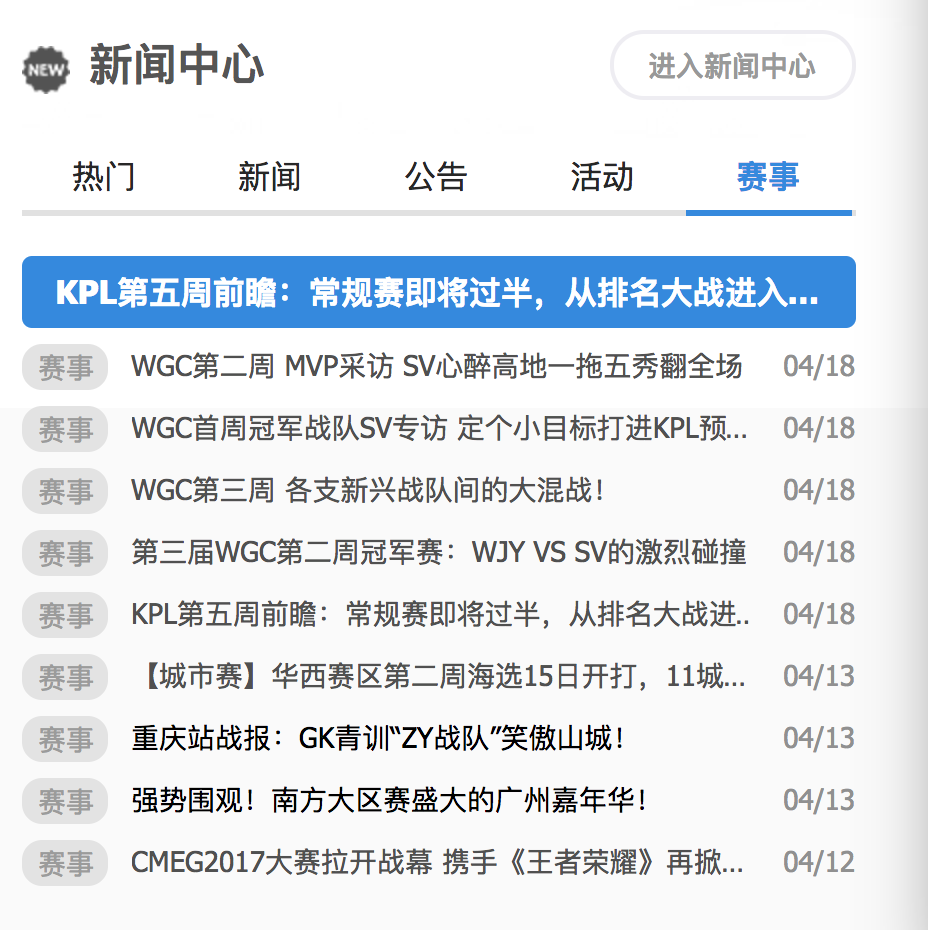 NEW 新闻中心 进入新闻中心
热门 新闻 公告 活动 赛事
KPL第五周前瞻：常规赛即将过半，从排名大战进入...
赛事 WGC第二周 MVP采访 SV心醉高地一拖五秀翻全场 04/18
赛事 WGC首周冠军战队SV专访 定个小目标打进KPL预... 04/18
赛事 WGC第三周 各支新兴战队间的大混战！ 04/18
赛事 第三届WGC第二周冠军赛：WJY VS SV的激烈碰撞 04/18
赛事 KPL第五周前瞻：常规赛即将过半，从排名大战进.. 04/18
赛事 【城市赛】华西赛区第二周海选15日开打，11城... 04/13
赛事 重庆站战报：GK青训“ZY战队”笑傲山城！ 04/13
赛事 强势围观！南方大区赛盛大的广州嘉年华！ 04/13
赛事 CMEG2017大赛拉开战幕 携手《王者荣耀》再掀... 04/12